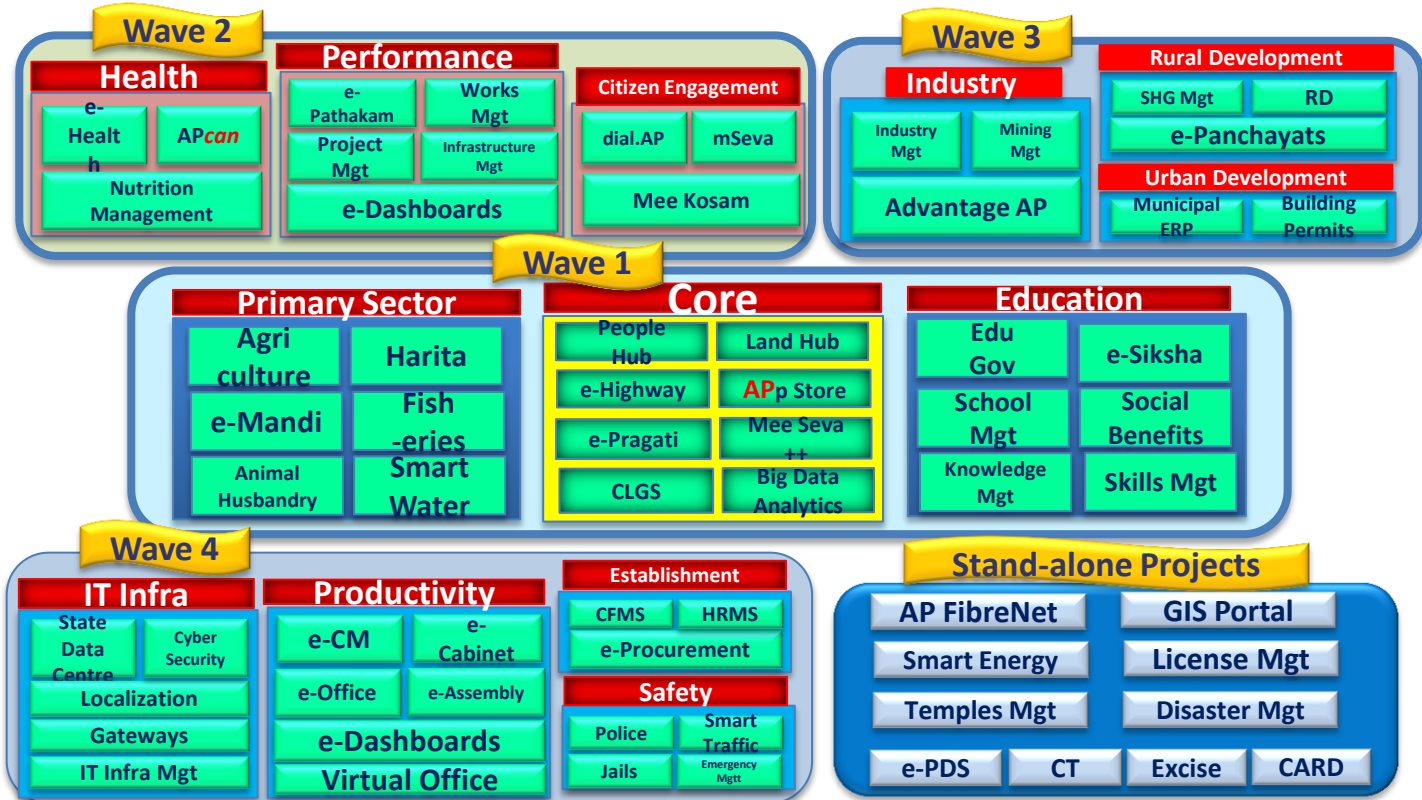 Wave 2
Health
e-
Healt
h
APcan
Nutrition
Management
Performance
e-
Pathakam
Works
Mgt
Project
Mgt
Infrastructure
Mgt
e-Dashboards
Citizen Engagement
dial.AP
mSeva
Mee Kosam
Wave 3
Industry
Industry
Mgt
Mining
Mgt
Advantage AP
Rural Development
SHG Mgt
RD
e-Panchayats
Urban Development
Municipal
ERP
Building
Permits
Wave 1
Primary Sector
Agri
culture
Harita
e-Mandi
Fish
-eries
Animal
Husbandry
Smart
Water
Core
People
Hub
Land Hub
e-Highway
APp Store
e-Pragati
Mee Seva
++
CLGS
Big Data
Analytics
Education
Edu
Gov
e-Siksha
School
Mgt
Social
Benefits
Knowledge
Mgt
Skills Mgt
Wave 4
IT Infra
State
Data
Centre
Cyber
Security
Localization
Gateways
IT Infra Mgt
Productivity
e-CM
e-
Cabinet
e-Office
e-Assembly
e-Dashboards
Virtual Office
Establishment
CFMS
HRMS
e-Procurement
Safety
Police
Smart
Traffic
Jails
Emergency
Mgtt
Stand-alone Projects
AP FibreNet
GIS Portal
Smart Energy
License Mgt
Temples Mgt
Disaster Mgt
e-PDS
CT
Excise
CARD